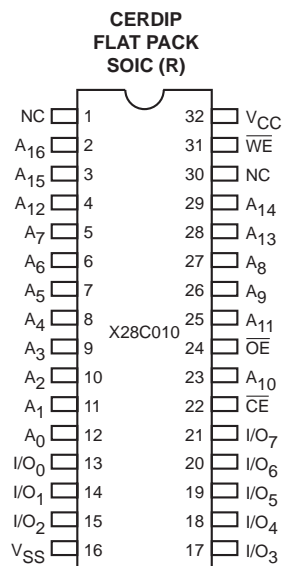 CERDIP
FLAT PACK
SOIC (R)
NC 1 32 VCC
A16 2 31 WE
A15 3 30 NC
A12 4 29 A14
A7 5 28 A13
A6 6 27 A8
A5 7 26 A9
A4 8 25 A11
X28C010
A3 9 24 OE
A2 10 23 A10
A1 11 22 CE
A0 12 21 I/O7
I/O0 13 20 I/O6
I/O1 14 19 I/O5
I/O2 15 18 I/O4
VSS 16 17 I/O3